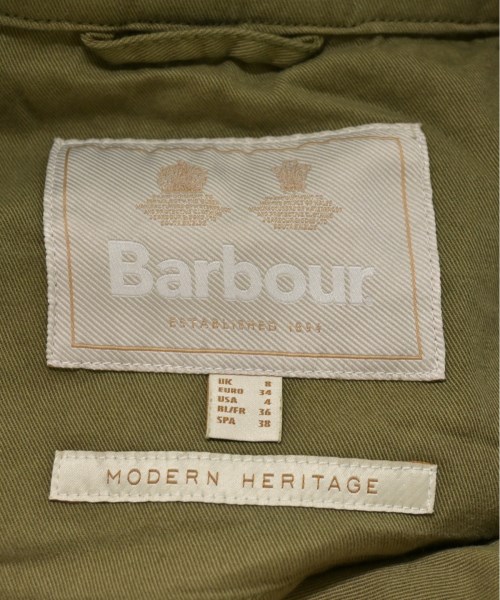 Barbour
ESTABLISHED 1894
UK 8
EURO 34
USA 4
BL/FR 36
SPA 38
MODERN HERITAGE